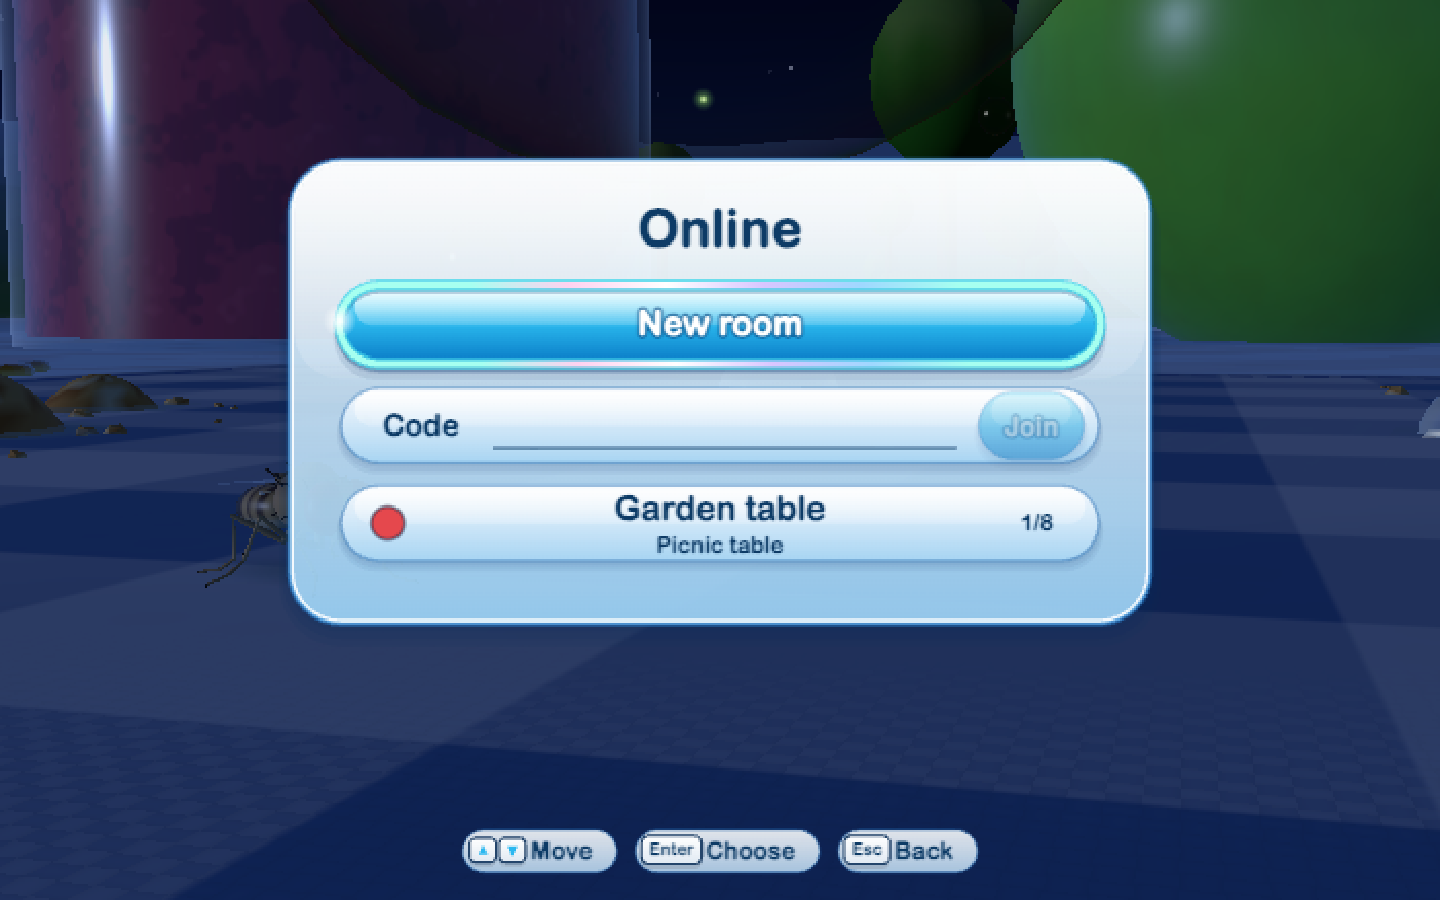 Online
New room
Code
Join
Garden table
Picnic table
1/8
▲ ▼ Move
Enter Choose
Esc Back